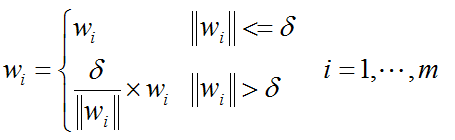 w_i = { w_i    ||w_i|| <= δ
δ / ||w_i|| × w_i    ||w_i|| > δ    i = 1, ⋯, m